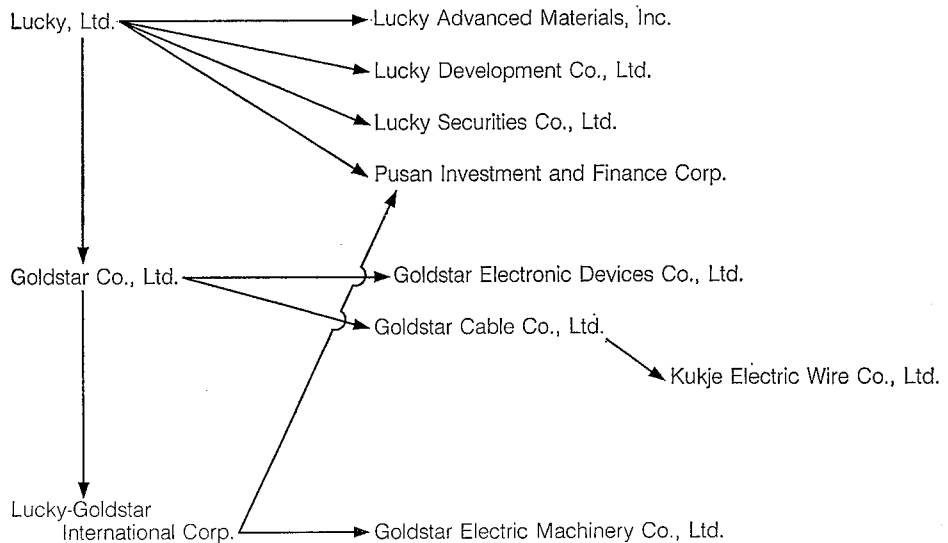 Lucky, Ltd.
Lucky Advanced Materials, Inc.
Lucky Development Co., Ltd.
Lucky Securities Co., Ltd.
Pusan Investment and Finance Corp.
Goldstar Co., Ltd.
Goldstar Electronic Devices Co., Ltd.
Goldstar Cable Co., Ltd.
Kukje Electric Wire Co., Ltd.
Lucky-Goldstar
International Corp.
Goldstar Electric Machinery Co., Ltd.